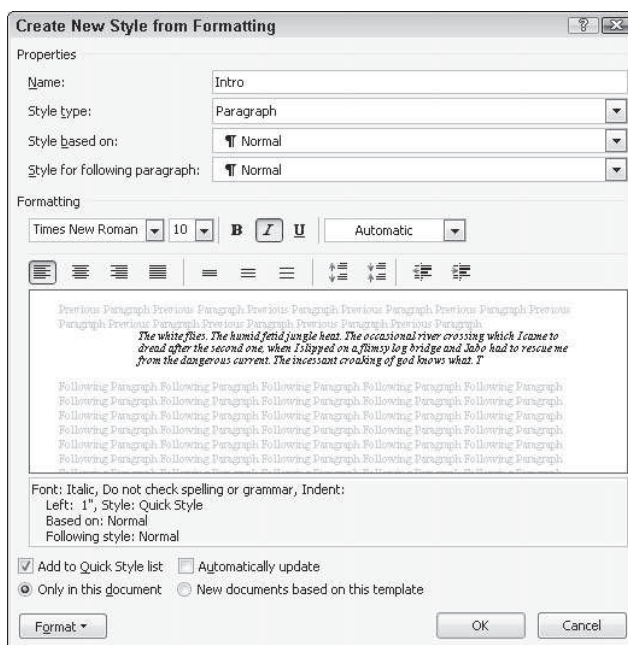 Create New Style from Formatting
Properties
Name: Intro
Style type: Paragraph
Style based on: ¶ Normal
Style for following paragraph: ¶ Normal
Formatting
Times New Roman 10 B I U Automatic
Previous Paragraph Previous Paragraph Previous Paragraph Previous Paragraph Previous
Paragraph Previous Paragraph Previous Paragraph Previous Paragraph Previous Paragraph
The white flies. The humid fetid jungle heat. The occasional river crossing which I came to
dread after the second one, when I slipped on a flimsy log bridge and Jabo had to rescue me
from the dangerous current. The incessant croaking of god knows what. T
Following Paragraph Following Paragraph Following Paragraph Following Paragraph Following Paragraph
Following Paragraph Following Paragraph Following Paragraph Following Paragraph Following Paragraph
Following Paragraph Following Paragraph Following Paragraph Following Paragraph Following Paragraph
Following Paragraph Following Paragraph Following Paragraph Following Paragraph Following Paragraph
Following Paragraph Following Paragraph Following Paragraph Following Paragraph Following Paragraph
Following Paragraph Following Paragraph Following Paragraph Following Paragraph Following Paragraph
Font: Italic, Do not check spelling or grammar, Indent:
Left: 1", Style: Quick Style
Based on: Normal
Following style: Normal
Add to Quick Style list Automatically update
Only in this document New documents based on this template
Format OK Cancel